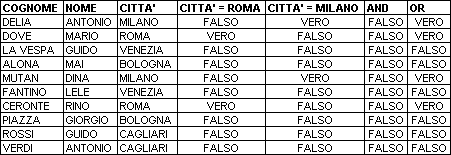 COGNOME NOME CITTA' CITTA' = ROMA CITTA' = MILANO AND OR
DELIA ANTONIO MILANO FALSO VERO FALSO VERO
DOVE MARIO ROMA VERO FALSO FALSO VERO
LA VESPA GUIDO VENEZIA FALSO FALSO FALSO FALSO
ALONA MAI BOLOGNA FALSO FALSO FALSO FALSO
MUTAN DINA MILANO FALSO VERO FALSO VERO
FANTINO LELE VENEZIA FALSO FALSO FALSO FALSO
CERONTE RINO ROMA VERO FALSO FALSO VERO
PIAZZA GIORGIO BOLOGNA FALSO FALSO FALSO FALSO
ROSSI GUIDO CAGLIARI FALSO FALSO FALSO FALSO
VERDI ANTONIO CAGLIARI FALSO FALSO FALSO FALSO